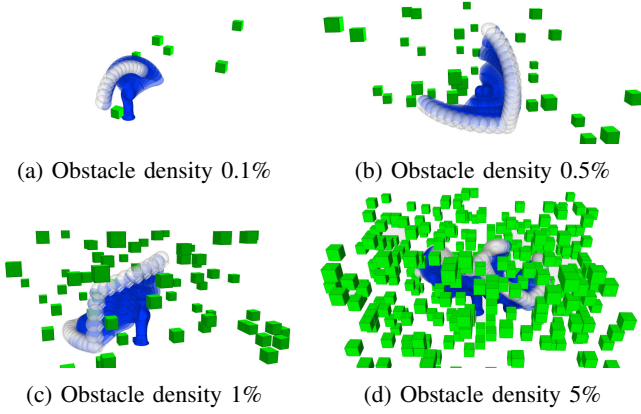 (a) Obstacle density 0.1%
(b) Obstacle density 0.5%
(c) Obstacle density 1%
(d) Obstacle density 5%